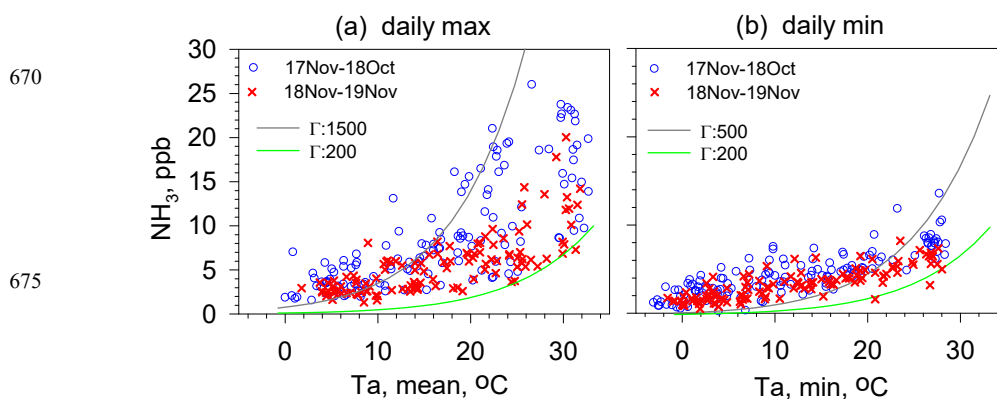 (a) daily max
(b) daily min
670
675
NH3, ppb
30
25
20
15
10
5
0
17Nov-18Oct
18Nov-19Nov
Γ:1500
Γ:200
0 10 20 30
Ta, mean, ºC
17Nov-18Oct
18Nov-19Nov
Γ:500
Γ:200
0 10 20 30
Ta, min, ºC